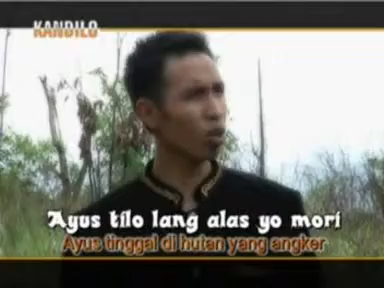 KANDILO
Ayus tilo lang alas yo mori
Ayus tinggal di hutan yang angker